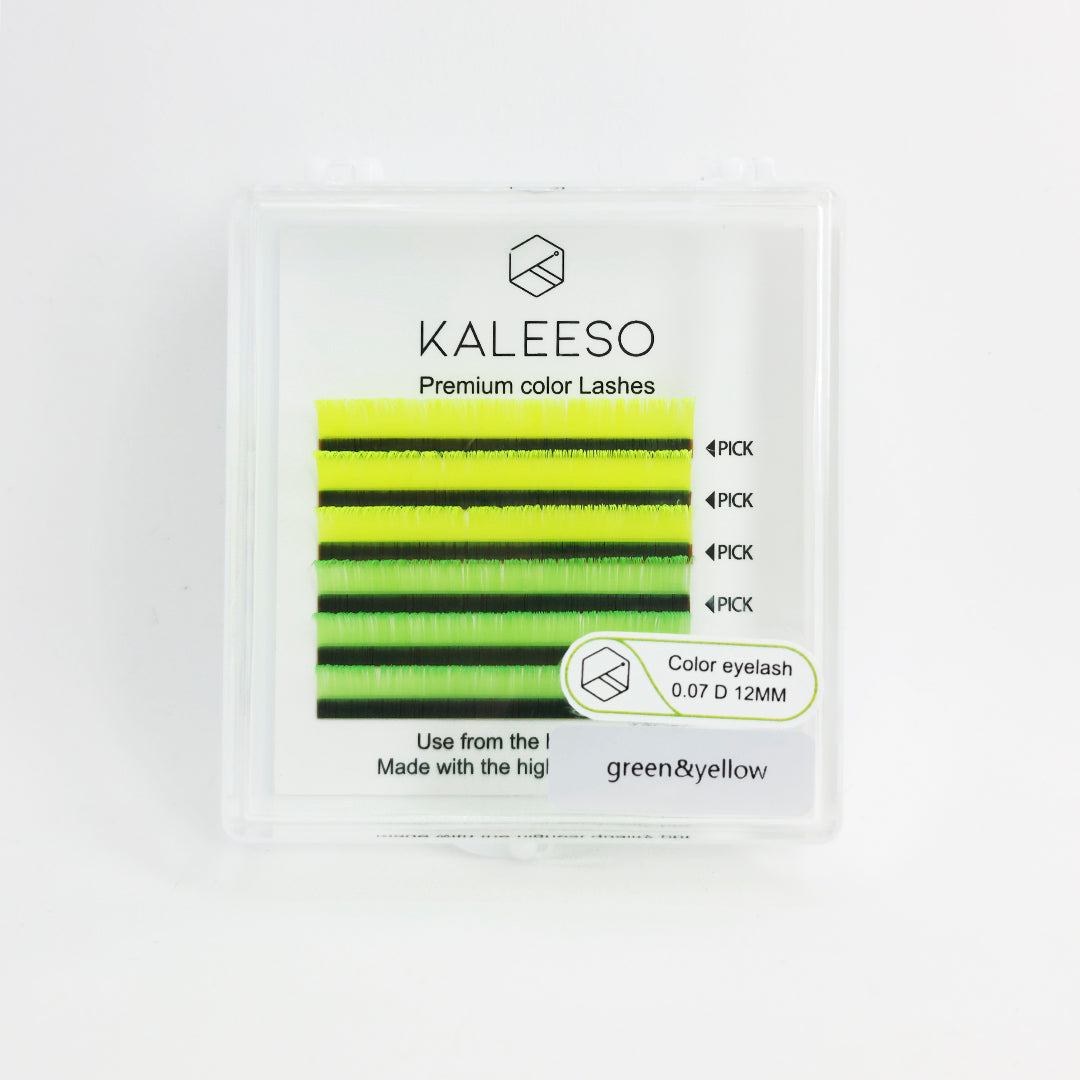 KALEESO
Premium color Lashes
PICK
PICK
PICK
PICK
Color eyelash
0.07 D 12MM
Use from the
Made with the
green&yellow